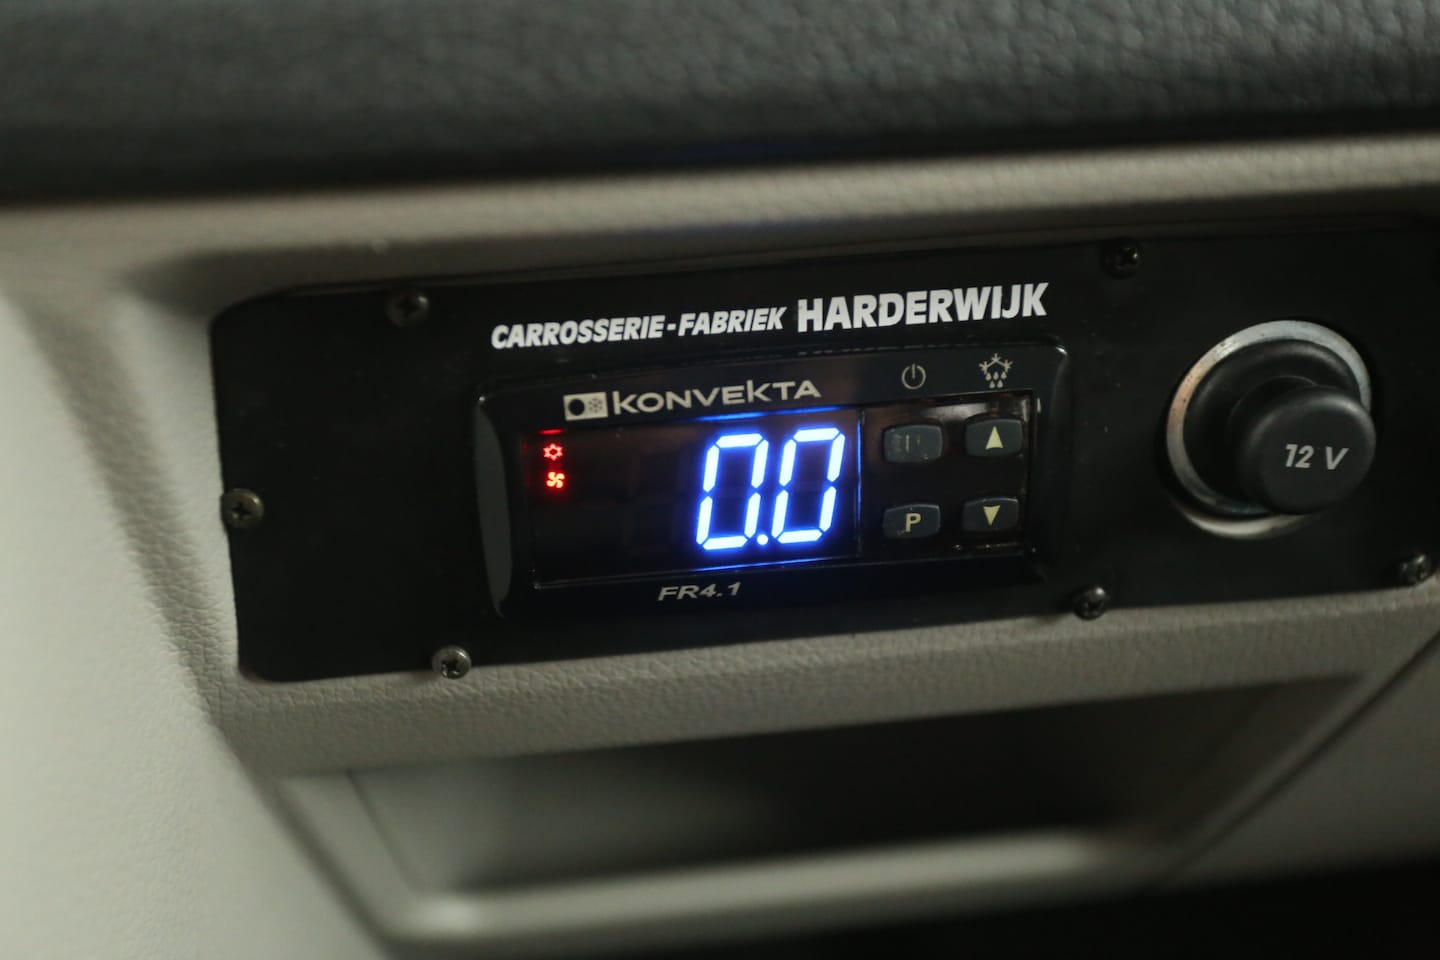 CARROSSERIE-FABRIEK HARDERWIJK
KONVEKTA
0.0
P
FR4.1
12 V